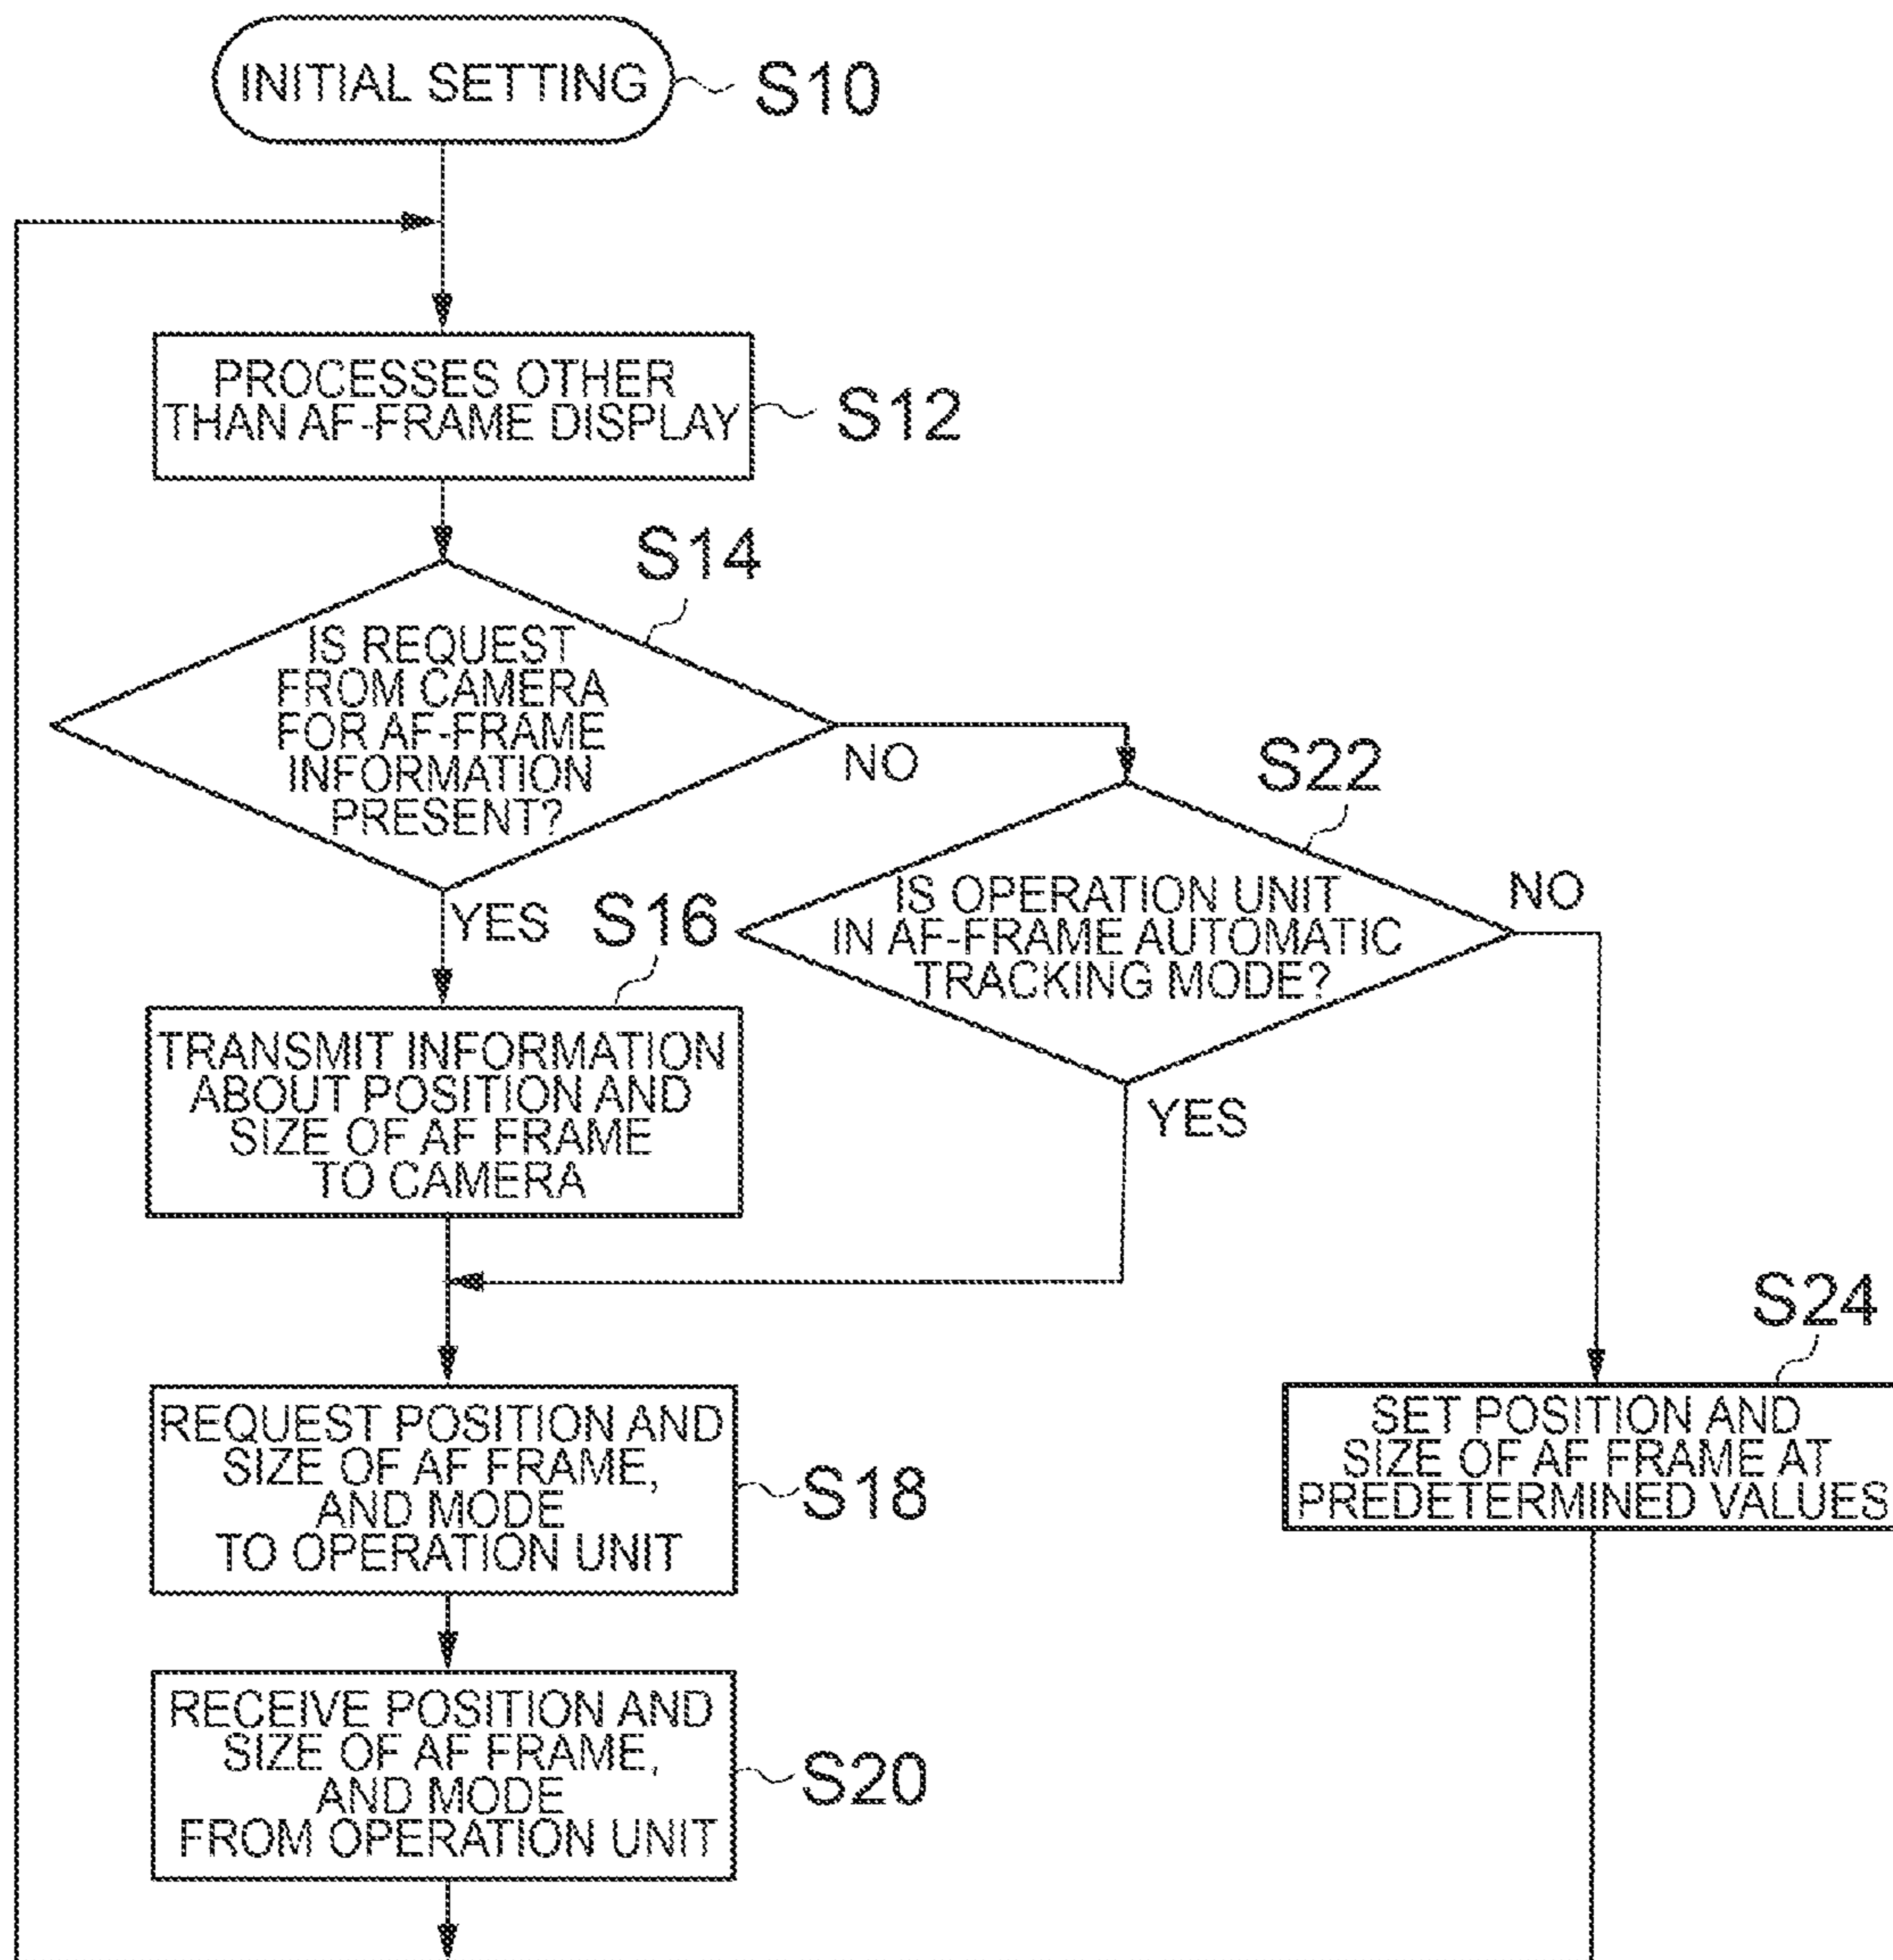 INITIAL SETTING
S10
PROCESSES OTHER
THAN AF-FRAME DISPLAY
S12
S14
IS REQUEST
FROM CAMERA
FOR AF-FRAME
INFORMATION
PRESENT?
NO
YES
S22
IS OPERATION UNIT
IN AF-FRAME AUTOMATIC
TRACKING MODE?
NO
YES
S16
TRANSMIT INFORMATION
ABOUT POSITION AND
SIZE OF AF FRAME
TO CAMERA
S24
SET POSITION AND
SIZE OF AF FRAME AT
PREDETERMINED VALUES
REQUEST POSITION AND
SIZE OF AF FRAME,
AND MODE
TO OPERATION UNIT
S18
RECEIVE POSITION AND
SIZE OF AF FRAME,
AND MODE
FROM OPERATION UNIT
S20